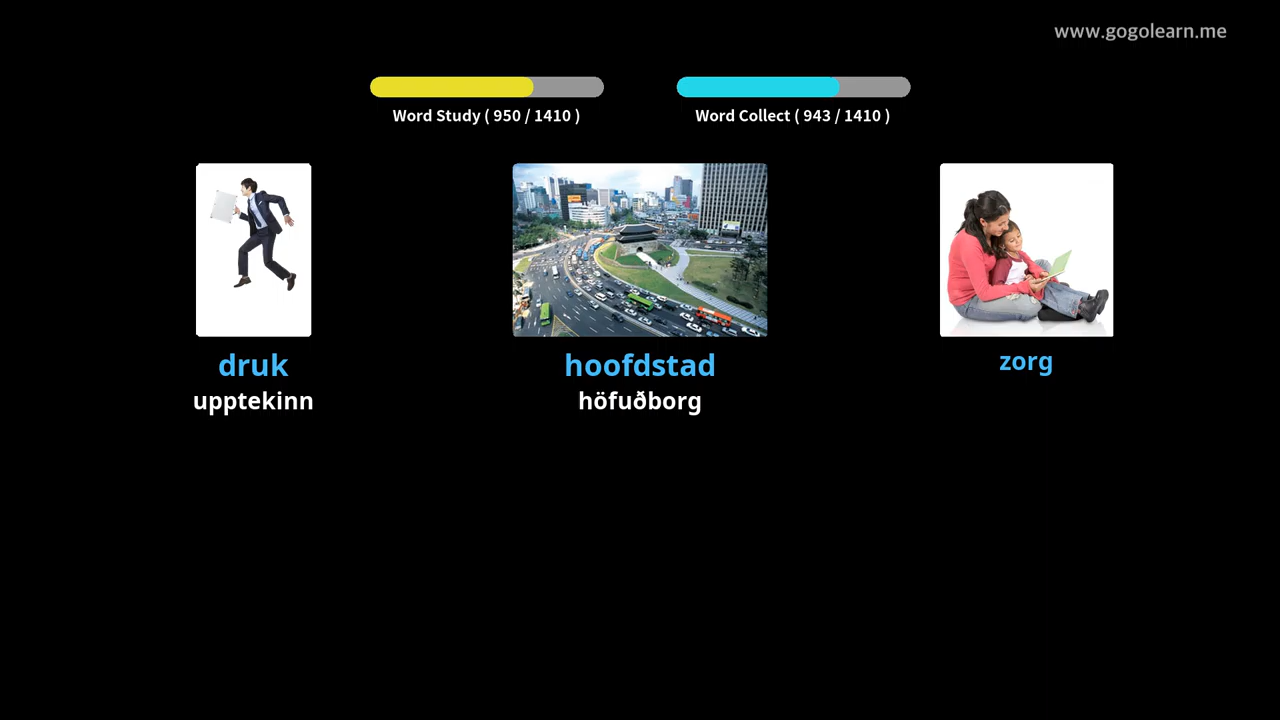 www.gogolearn.me
Word Study ( 950 / 1410 )
Word Collect ( 943 / 1410 )
druk
upptekinn
hoofdstad
höfuðborg
zorg